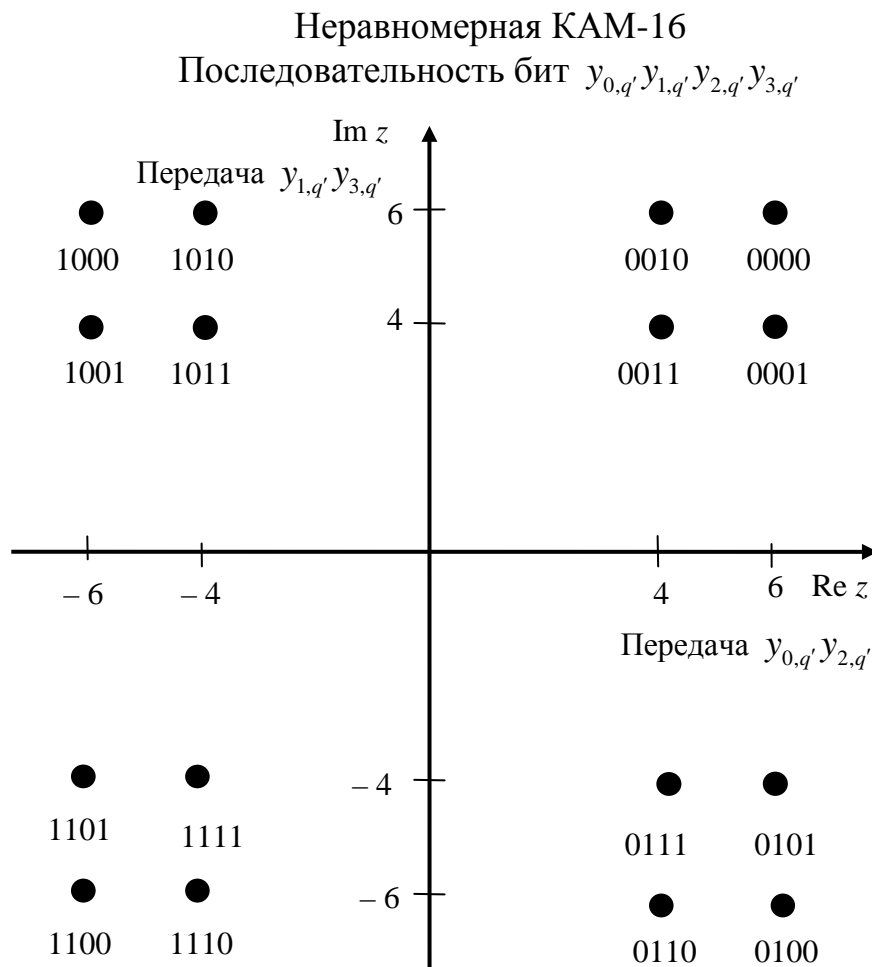 Неравномерная КАМ-16
Последовательность бит y₀,q′ y₁,q′ y₂,q′ y₃,q′
Im z
Передача y₁,q′ y₃,q′
6
1000 1010 0010 0000
4
1001 1011 0011 0001
– 6 – 4 4 6 Re z
Передача y₀,q′ y₂,q′
– 4
1101 1111 0111 0101
– 6
1100 1110 0110 0100